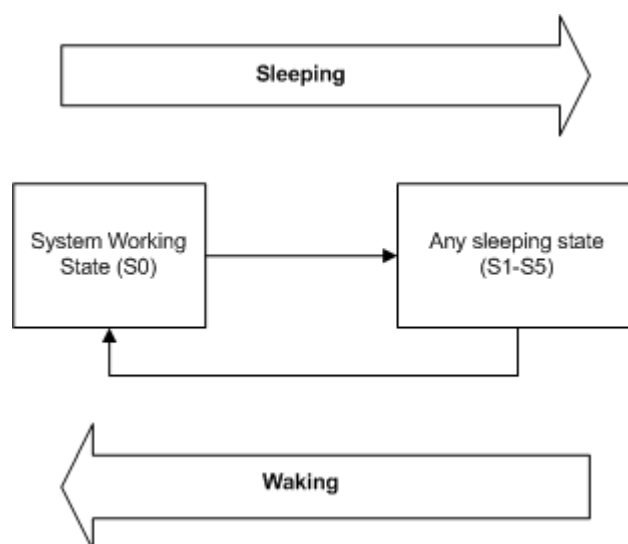 Sleeping
System Working
State (S0)
Any sleeping state
(S1-S5)
Waking